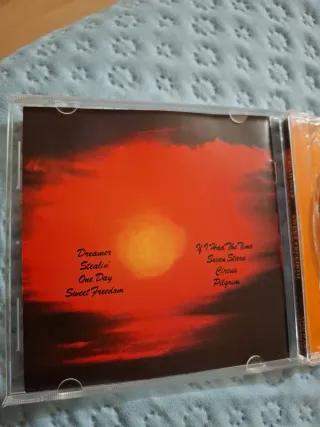 Dreamer
Stealin'
One Day
Sweet Freedom
If I Had The Time
Seven Stars
Circus
Pilgrim